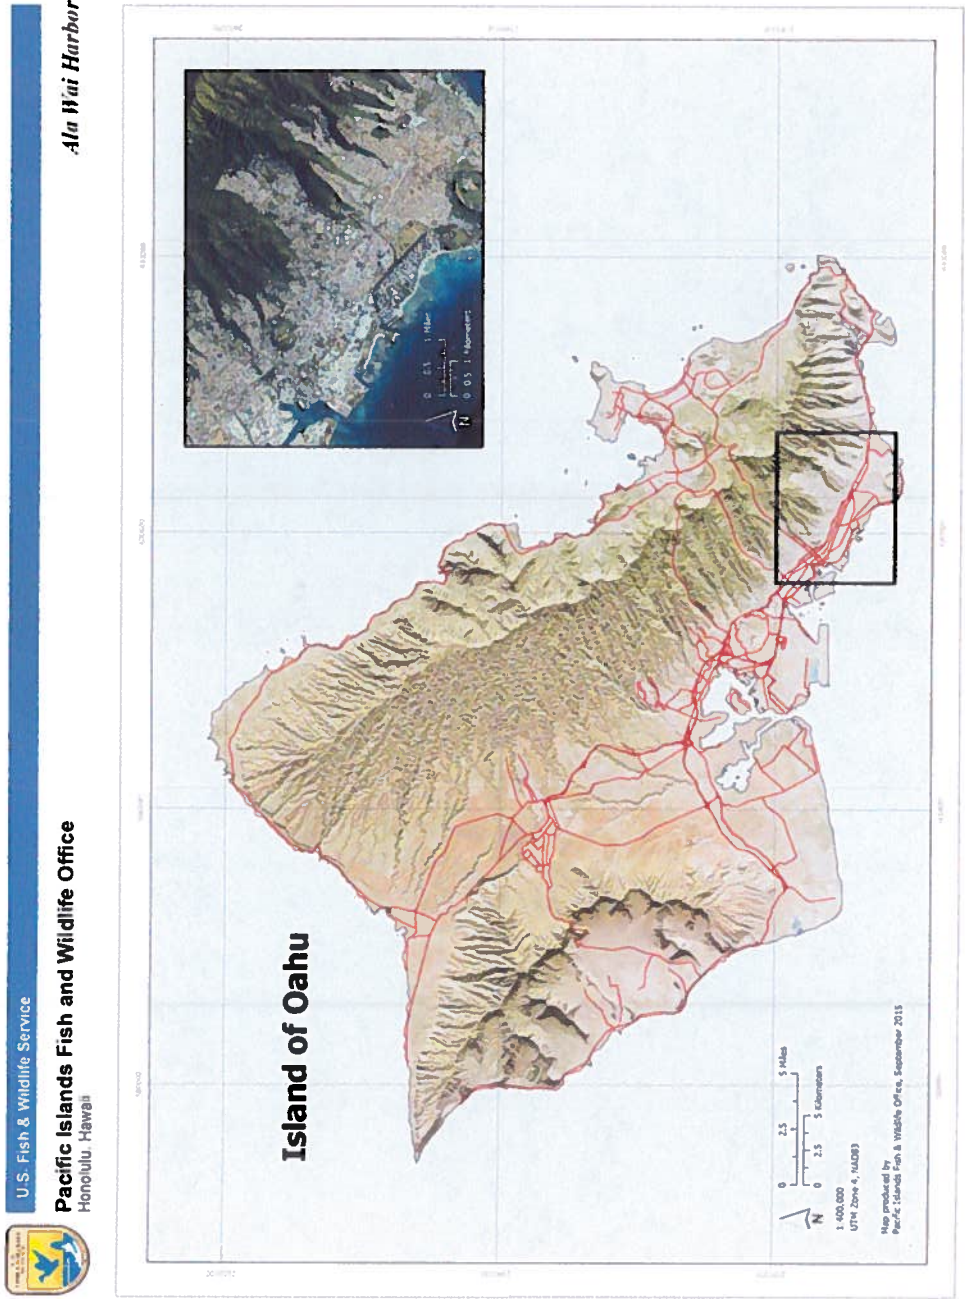 U.S. Fish & Wildlife Service
Pacific Islands Fish and Wildlife Office
Honolulu, Hawaii
Ala Wai Harbor
Island of Oahu
0 0.5 1 Miles
0 0.5 1 Kilometers
N
0 2.5 5 Miles
0 2.5 5 Kilometers
N
1:400,000
UTM Zone 4, NAD83
Map produced by
Pacific Islands Fish & Wildlife Office, September 2015